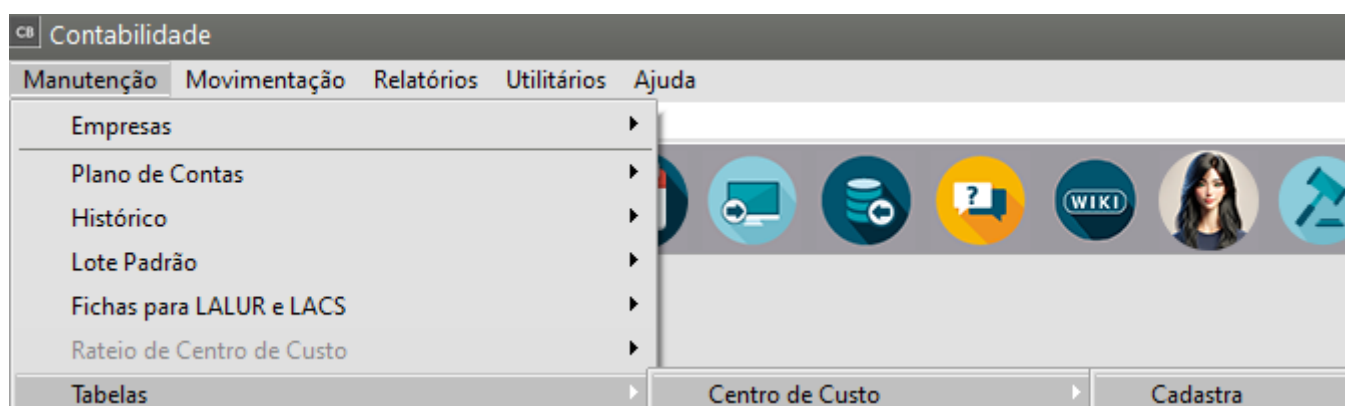 CB Contabilidade
Manutenção Movimentação Relatórios Utilitários Ajuda
Empresas
Plano de Contas
Histórico
? WIKI
Lote Padrão
Fichas para LALUR e LACS
Rateio de Centro de Custo
Tabelas Centro de Custo Cadastra